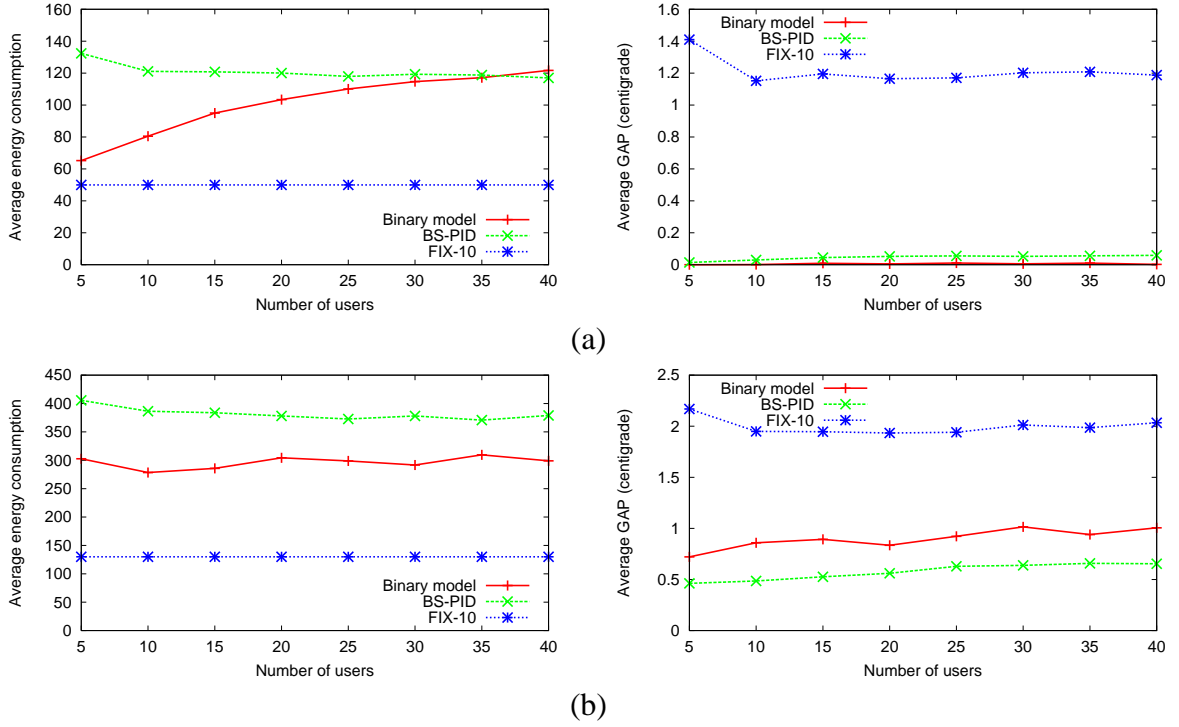 160
140
120
100
80
60
40
20
0
Average energy consumption
5 10 15 20 25 30 35 40
Number of users
Binary model
BS-PID
FIX-10
1.6
1.4
1.2
1
0.8
0.6
0.4
0.2
0
Average GAP (centigrade)
5 10 15 20 25 30 35 40
Number of users
Binary model
BS-PID
FIX-10
(a)
450
400
350
300
250
200
150
100
50
0
Average energy consumption
5 10 15 20 25 30 35 40
Number of users
Binary model
BS-PID
FIX-10
2.5
2
1.5
1
0.5
0
Average GAP (centigrade)
5 10 15 20 25 30 35 40
Number of users
Binary model
BS-PID
FIX-10
(b)